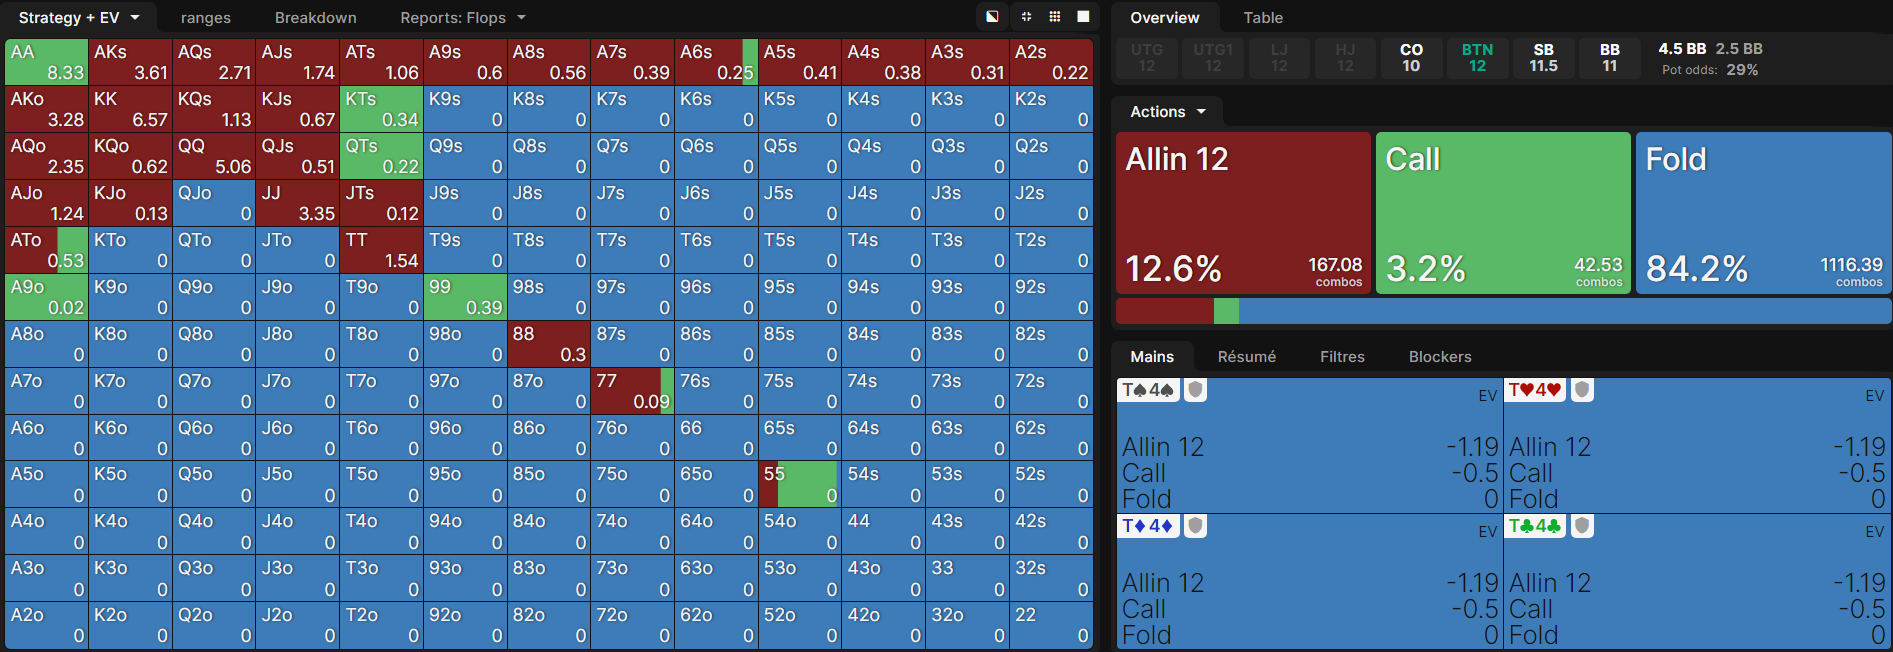 Strategy + EV ranges Breakdown Reports: Flops
AA 8.33 AKs 3.61 AQs 2.71 AJs 1.74 ATs 1.06 A9s 0.6 A8s 0.56 A7s 0.39 A6s 0.25 A5s 0.41 A4s 0.38 A3s 0.31 A2s 0.22
AKo 3.28 KK 6.57 KQs 1.13 KJs 0.67 KTs 0.34 K9s 0 K8s 0 K7s 0 K6s 0 K5s 0 K4s 0 K3s 0 K2s 0
AQo 2.35 KQo 0.62 QQ 5.06 QJs 0.51 QTs 0.22 Q9s 0 Q8s 0 Q7s 0 Q6s 0 Q5s 0 Q4s 0 Q3s 0 Q2s 0
AJo 1.24 KJo 0.13 QJo 0 JJ 3.35 JTs 0.12 J9s 0 J8s 0 J7s 0 J6s 0 J5s 0 J4s 0 J3s 0 J2s 0
ATo 0.53 KTo 0 QTo 0 JTo 0 TT 1.54 T9s 0 T8s 0 T7s 0 T6s 0 T5s 0 T4s 0 T3s 0 T2s 0
A9o 0.02 K9o 0 Q9o 0 J9o 0 T9o 0 99 0.39 98s 0 97s 0 96s 0 95s 0 94s 0 93s 0 92s 0
A8o 0 K8o 0 Q8o 0 J8o 0 T8o 0 98o 0 88 0.3 87s 0 86s 0 85s 0 84s 0 83s 0 82s 0
A7o 0 K7o 0 Q7o 0 J7o 0 T7o 0 97o 0 87o 0 77 0.09 76s 0 75s 0 74s 0 73s 0 72s 0
A6o 0 K6o 0 Q6o 0 J6o 0 T6o 0 96o 0 86o 0 76o 0 66 0 65s 0 64s 0 63s 0 62s 0
A5o 0 K5o 0 Q5o 0 J5o 0 T5o 0 95o 0 85o 0 75o 0 65o 0 55 0 54s 0 53s 0 52s 0
A4o 0 K4o 0 Q4o 0 J4o 0 T4o 0 94o 0 84o 0 74o 0 64o 0 54o 0 44 0 43s 0 42s 0
A3o 0 K3o 0 Q3o 0 J3o 0 T3o 0 93o 0 83o 0 73o 0 63o 0 53o 0 43o 0 33 0 32s 0
A2o 0 K2o 0 Q2o 0 J2o 0 T2o 0 92o 0 82o 0 72o 0 62o 0 52o 0 42o 0 32o 0 22 0
Overview Table
UTG UTG1 LJ HJ CO BTN SB BB 4.5 BB 2.5 BB
12 12 12 12 10 12 11.5 11 Pot odds: 29%
Actions
Allin 12 Call Fold
12.6% 167.08 combos 3.2% 42.53 combos 84.2% 1116.39 combos
Mains Résumé Filtres Blockers
T♠4♠ EV T♥4♥ EV
Allin 12 -1.19 Allin 12 -1.19
Call -0.5 Call -0.5
Fold 0 Fold 0
T♦4♦ EV T♣4♣ EV
Allin 12 -1.19 Allin 12 -1.19
Call -0.5 Call -0.5
Fold 0 Fold 0